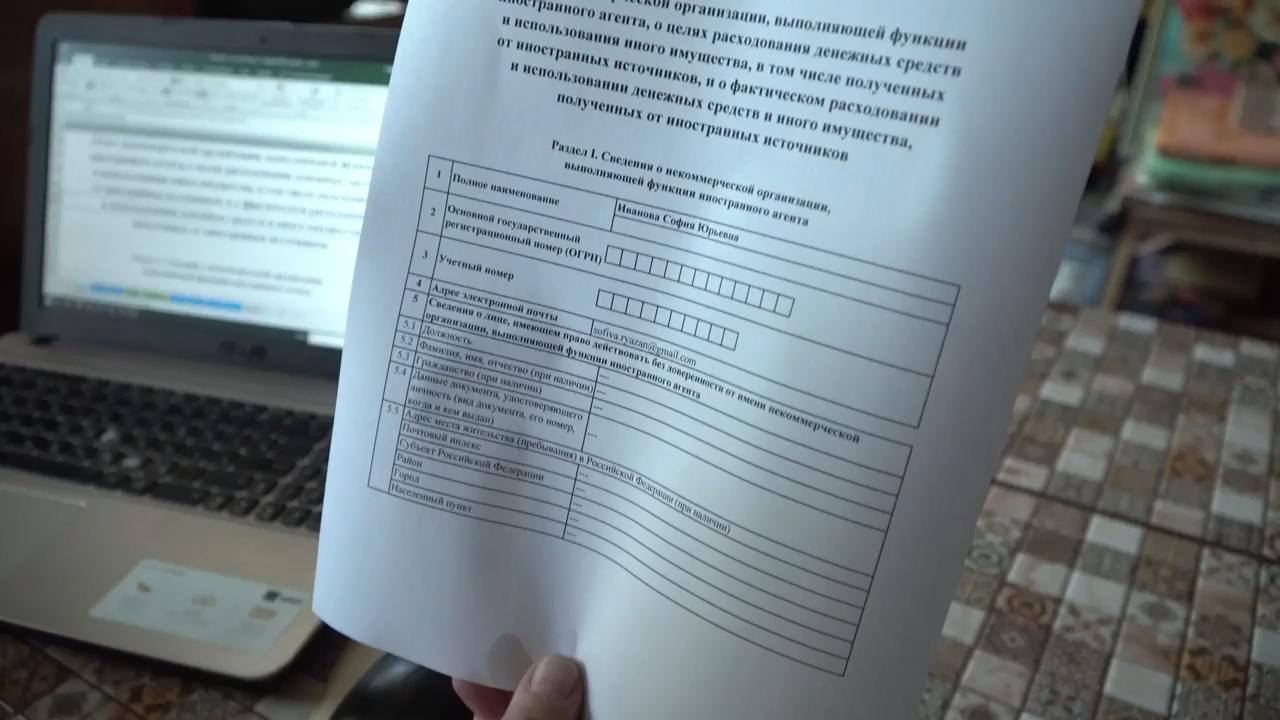 организации, выполняющей функции
иностранного агента, о целях расходования денежных средств
и использования иного имущества, в том числе полученных
от иностранных источников, и о фактическом расходовании
и использовании денежных средств и иного имущества,
полученных от иностранных источников
Раздел I. Сведения о некоммерческой организации,
выполняющей функции иностранного агента
1 Полное наименование Иванова София Юрьевна
2 Основной государственный
регистрационный номер (ОГРН)
3 Учетный номер
4 Адрес электронной почты sofiva.ryazan@gmail.com
5 Сведения о лице, имеющем право действовать без доверенности от имени некоммерческой
организации, выполняющей функции иностранного агента
5.1 Должность ---
5.2 Фамилия, имя, отчество (при наличии) ---
5.3 Гражданство (при наличии) ---
5.4 Данные документа, удостоверяющего
личность (вид документа, его номер, ---
когда и кем выдан)
5.5 Адрес места жительства (пребывания) в Российской Федерации (при наличии)
Почтовый индекс ---
Субъект Российской Федерации ---
Район ---
Город ---
Населенный пункт ---